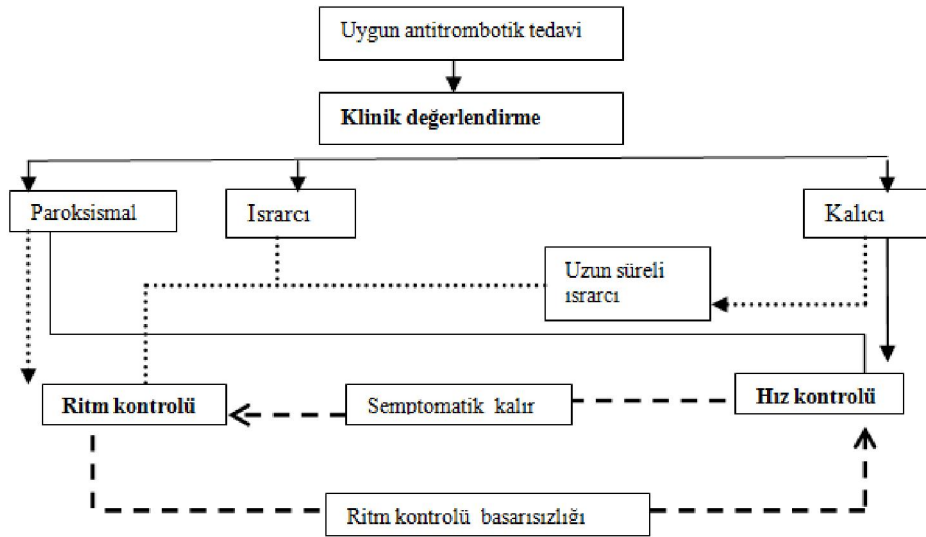 Uygun antitrombotik tedavi
Klinik değerlendirme
Paroksismal
Israrcı
Kalıcı
Uzun süreli
ısrarcı
Ritm kontrolü
Semptomatik kalır
Hız kontrolü
Ritm kontrolü basarısızlığı